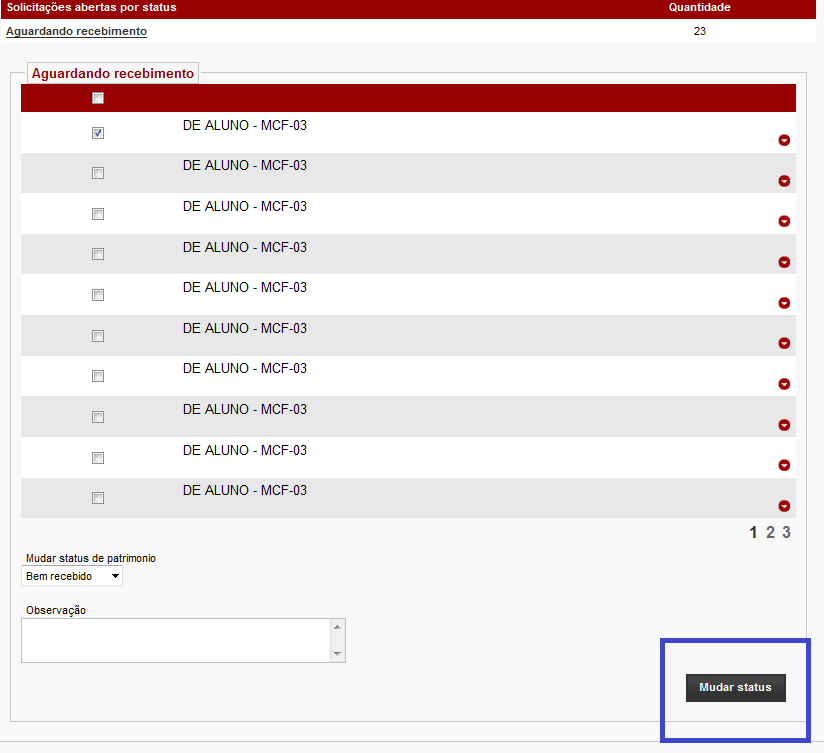 Solicitações abertas por status Quantidade
Aguardando recebimento 23
Aguardando recebimento
DE ALUNO - MCF-03
DE ALUNO - MCF-03
DE ALUNO - MCF-03
DE ALUNO - MCF-03
DE ALUNO - MCF-03
DE ALUNO - MCF-03
DE ALUNO - MCF-03
DE ALUNO - MCF-03
DE ALUNO - MCF-03
DE ALUNO - MCF-03
1 2 3
Mudar status de patrimonio
Bem recebido
Observação
Mudar status